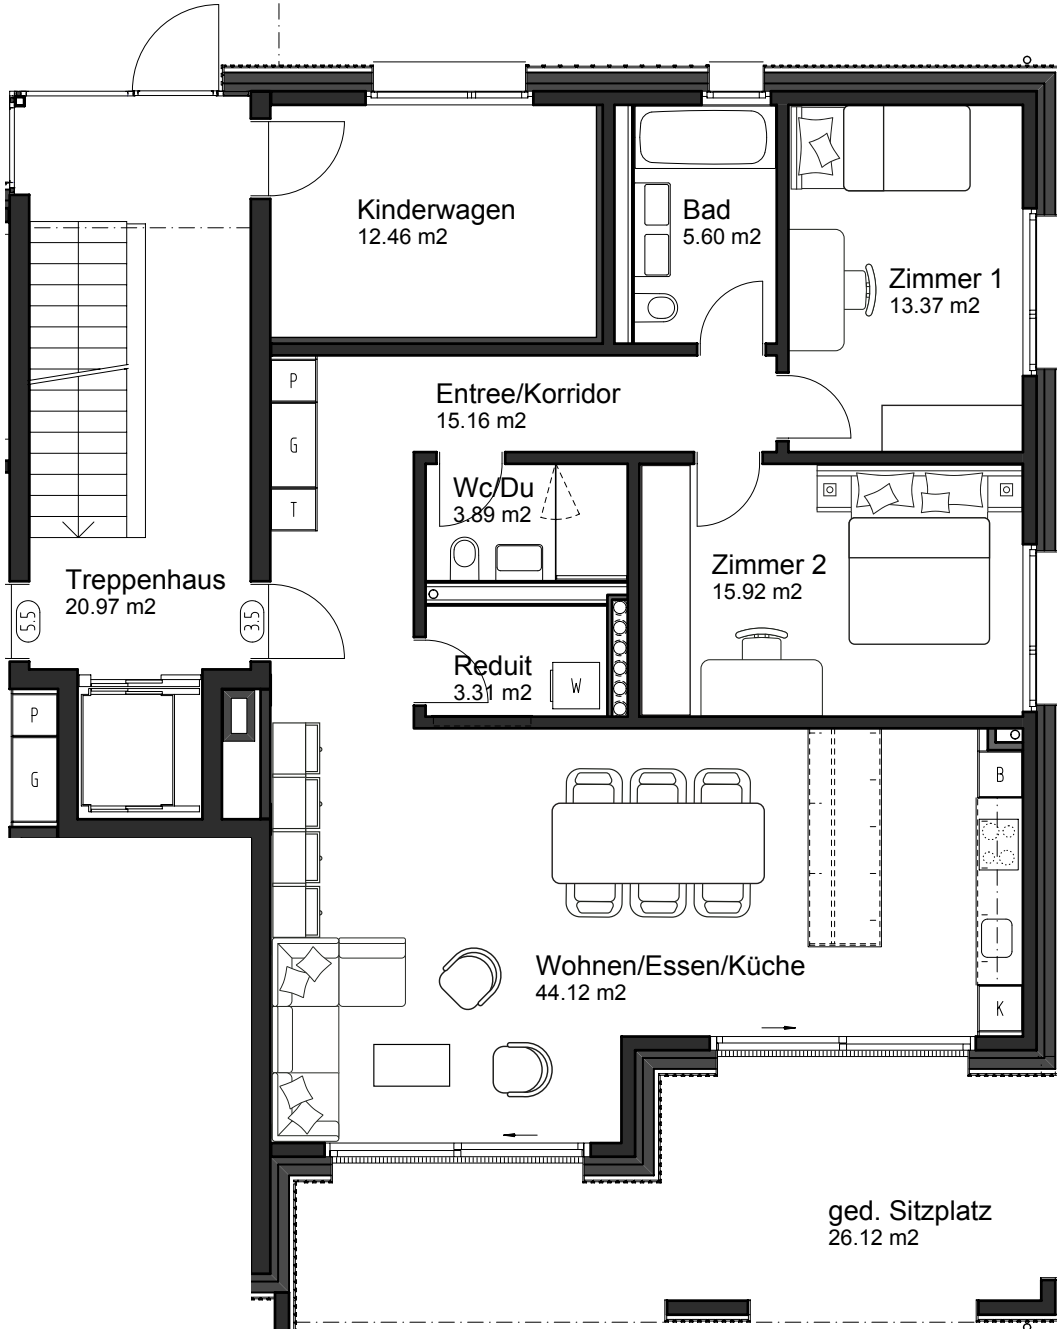 Kinderwagen
12.46 m2
Bad
5.60 m2
Zimmer 1
13.37 m2
P
G
T
Entree/Korridor
15.16 m2
Wc/Du
3.89 m2
Zimmer 2
15.92 m2
Treppenhaus
20.97 m2
5.5
3.5
Reduit
3.31 m2
W
P
G
B
Wohnen/Essen/Küche
44.12 m2
K
ged. Sitzplatz
26.12 m2